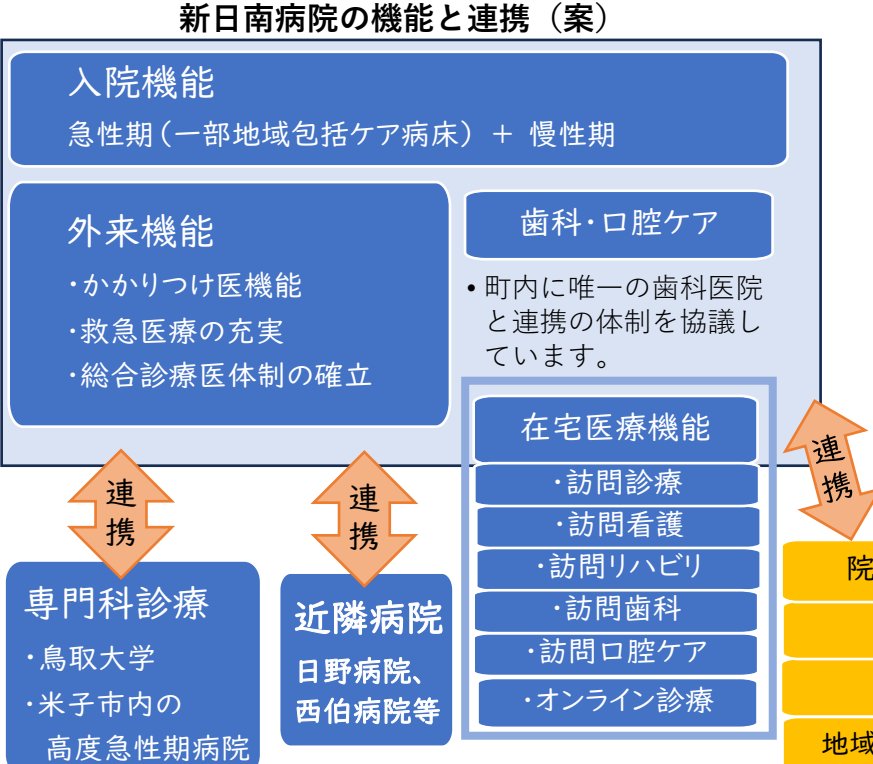 新日南病院の機能と連携（案）
入院機能
急性期（一部地域包括ケア病床） ＋ 慢性期
外来機能
・かかりつけ医機能
・救急医療の充実
・総合診療医体制の確立
歯科・口腔ケア
• 町内に唯一の歯科医院
と連携の体制を協議し
ています。
在宅医療機能
・訪問診療
・訪問看護
・訪問リハビリ
・訪問歯科
・訪問口腔ケア
・オンライン診療
連
携
連
携
連
携
専門科診療
・鳥取大学
・米子市内の
高度急性期病院
近隣病院
日野病院、
西伯病院等
院
地域